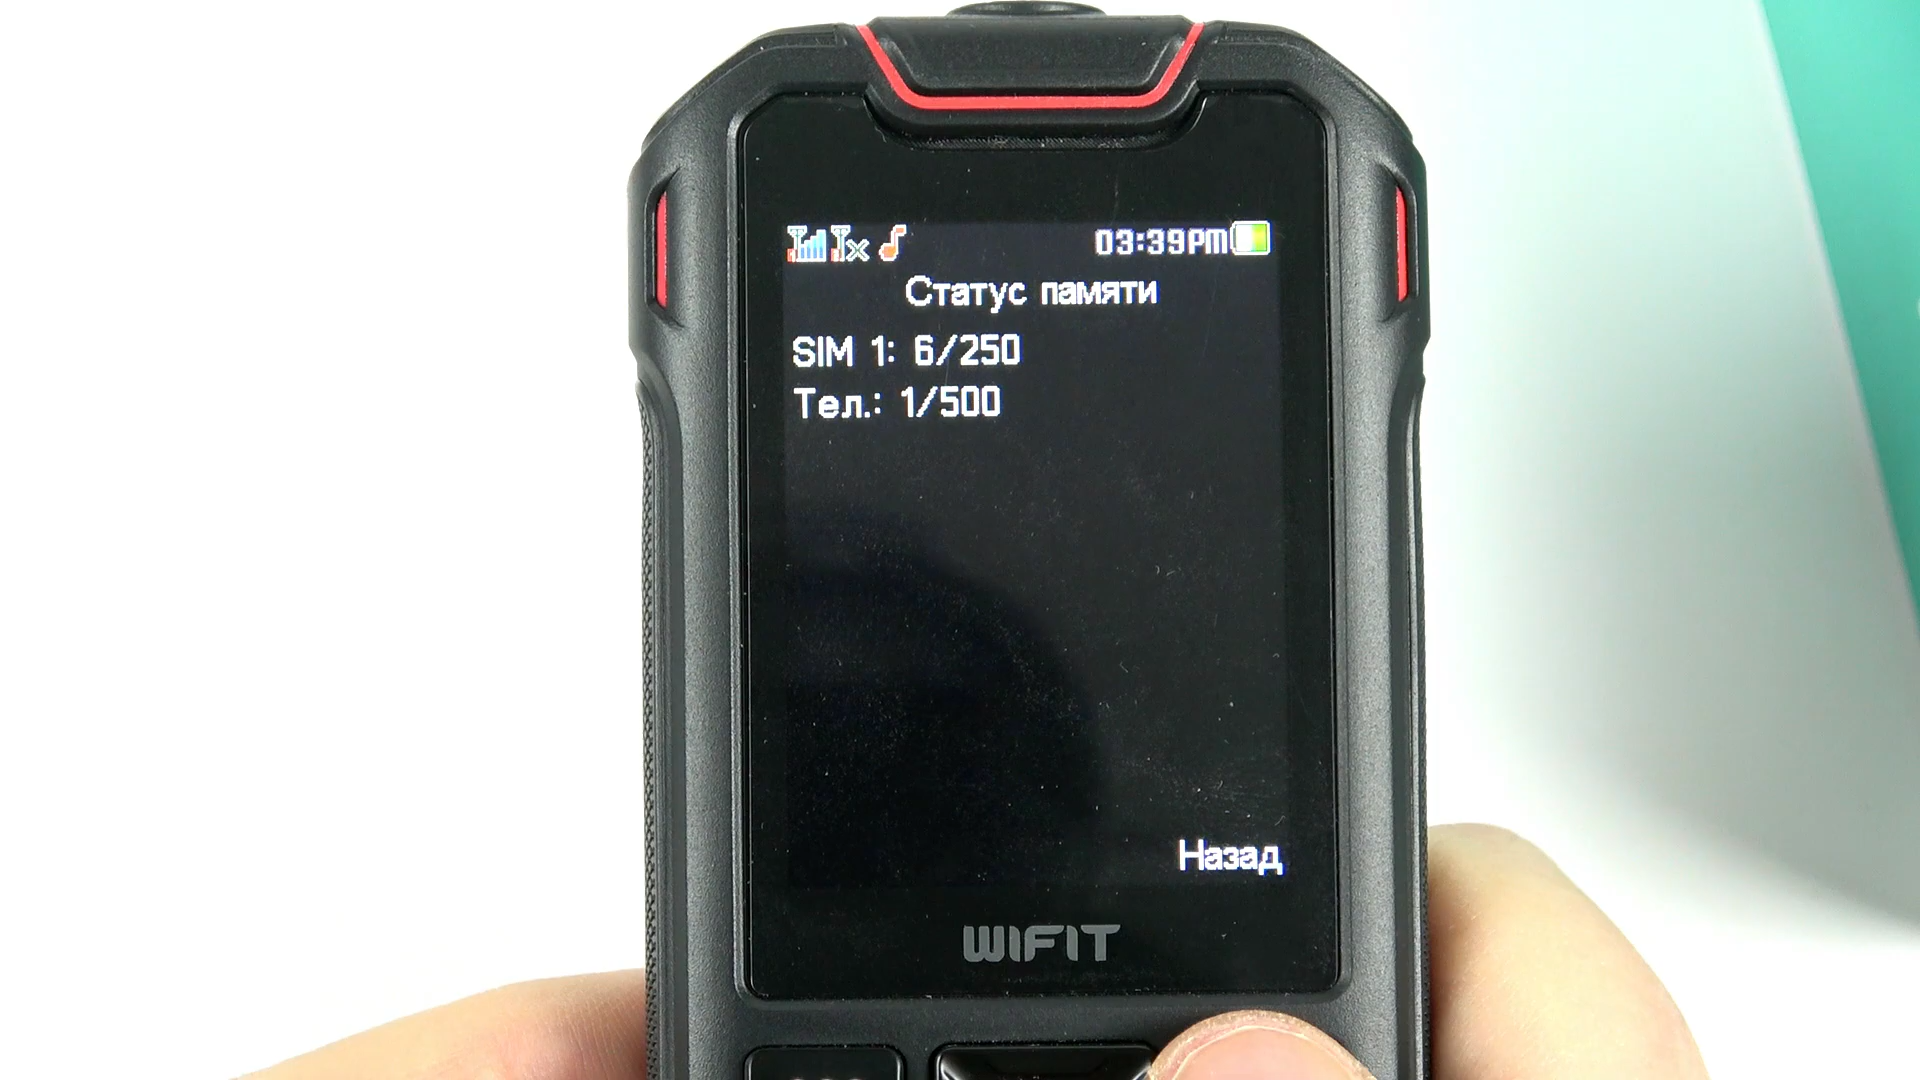 03:39PM
Статус памяти
SIM 1: 6/250
Тел.: 1/500
Назад
WIFIT